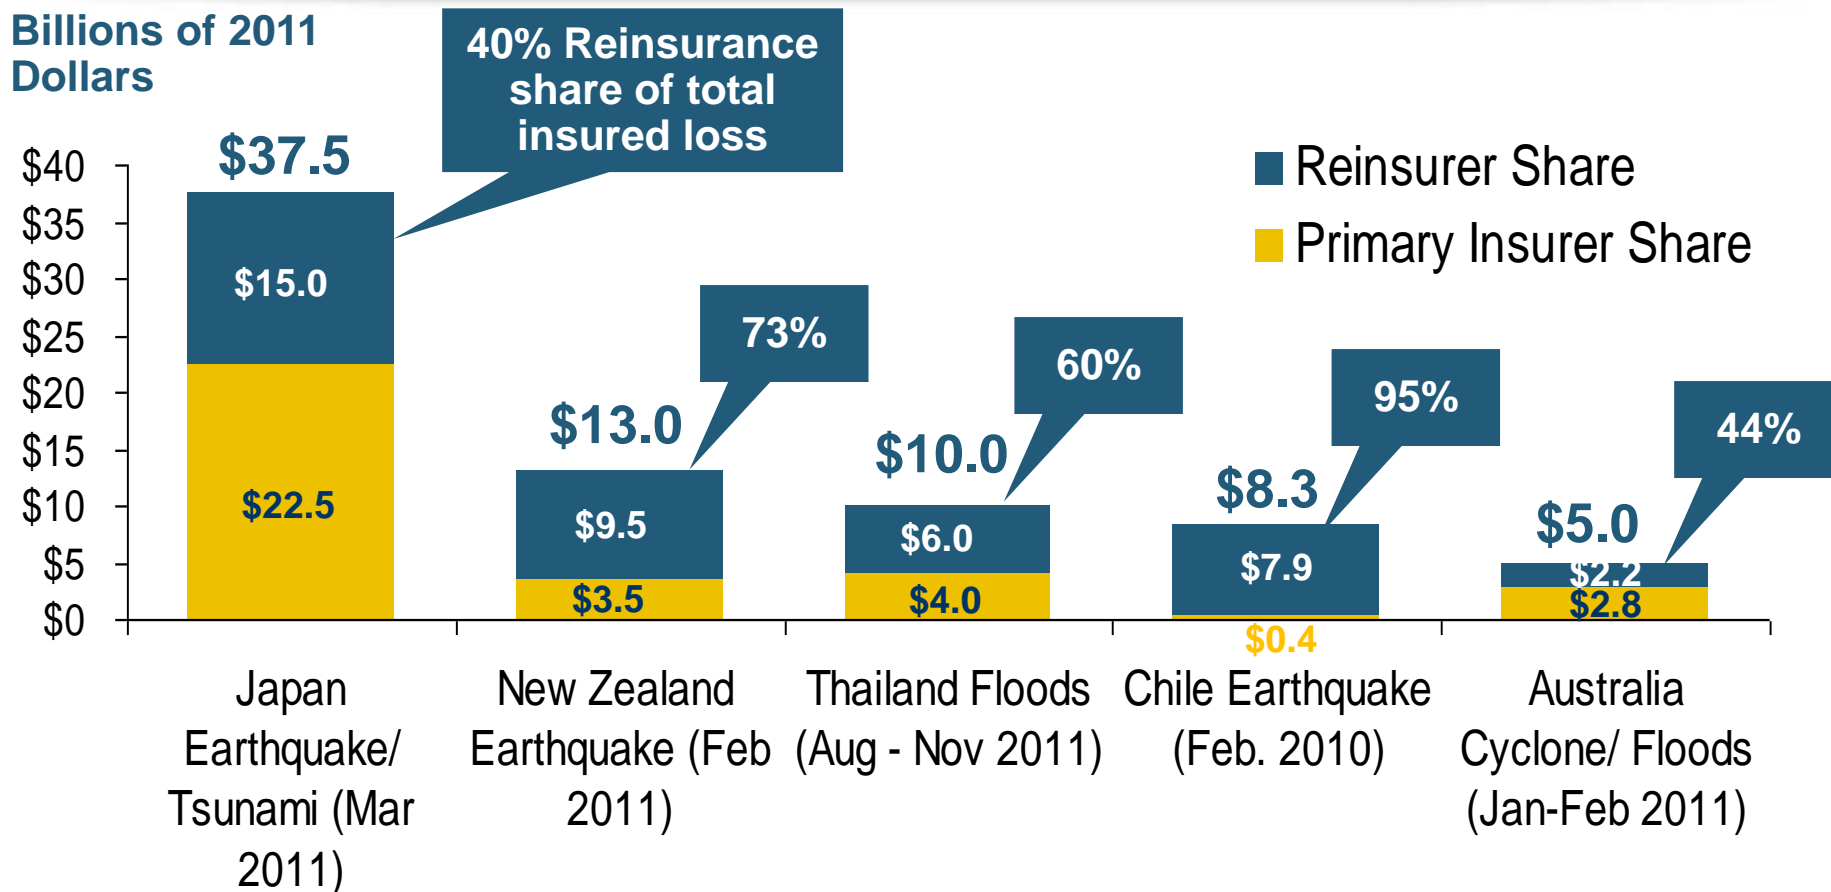 Billions of 2011
Dollars
40% Reinsurance
share of total
insured loss
$37.5
$40
$35
$30
$25
$20
$15
$10
$5
$0
Reinsurer Share
Primary Insurer Share
$15.0
$22.5
73%
$13.0
$9.5
$3.5
60%
$10.0
$6.0
$4.0
95%
$8.3
$7.9
$0.4
44%
$5.0
$2.2
$2.8
Japan
Earthquake/
Tsunami (Mar
2011)
New Zealand
Earthquake (Feb
2011)
Thailand Floods
(Aug - Nov 2011)
Chile Earthquake
(Feb. 2010)
Australia
Cyclone/ Floods
(Jan-Feb 2011)